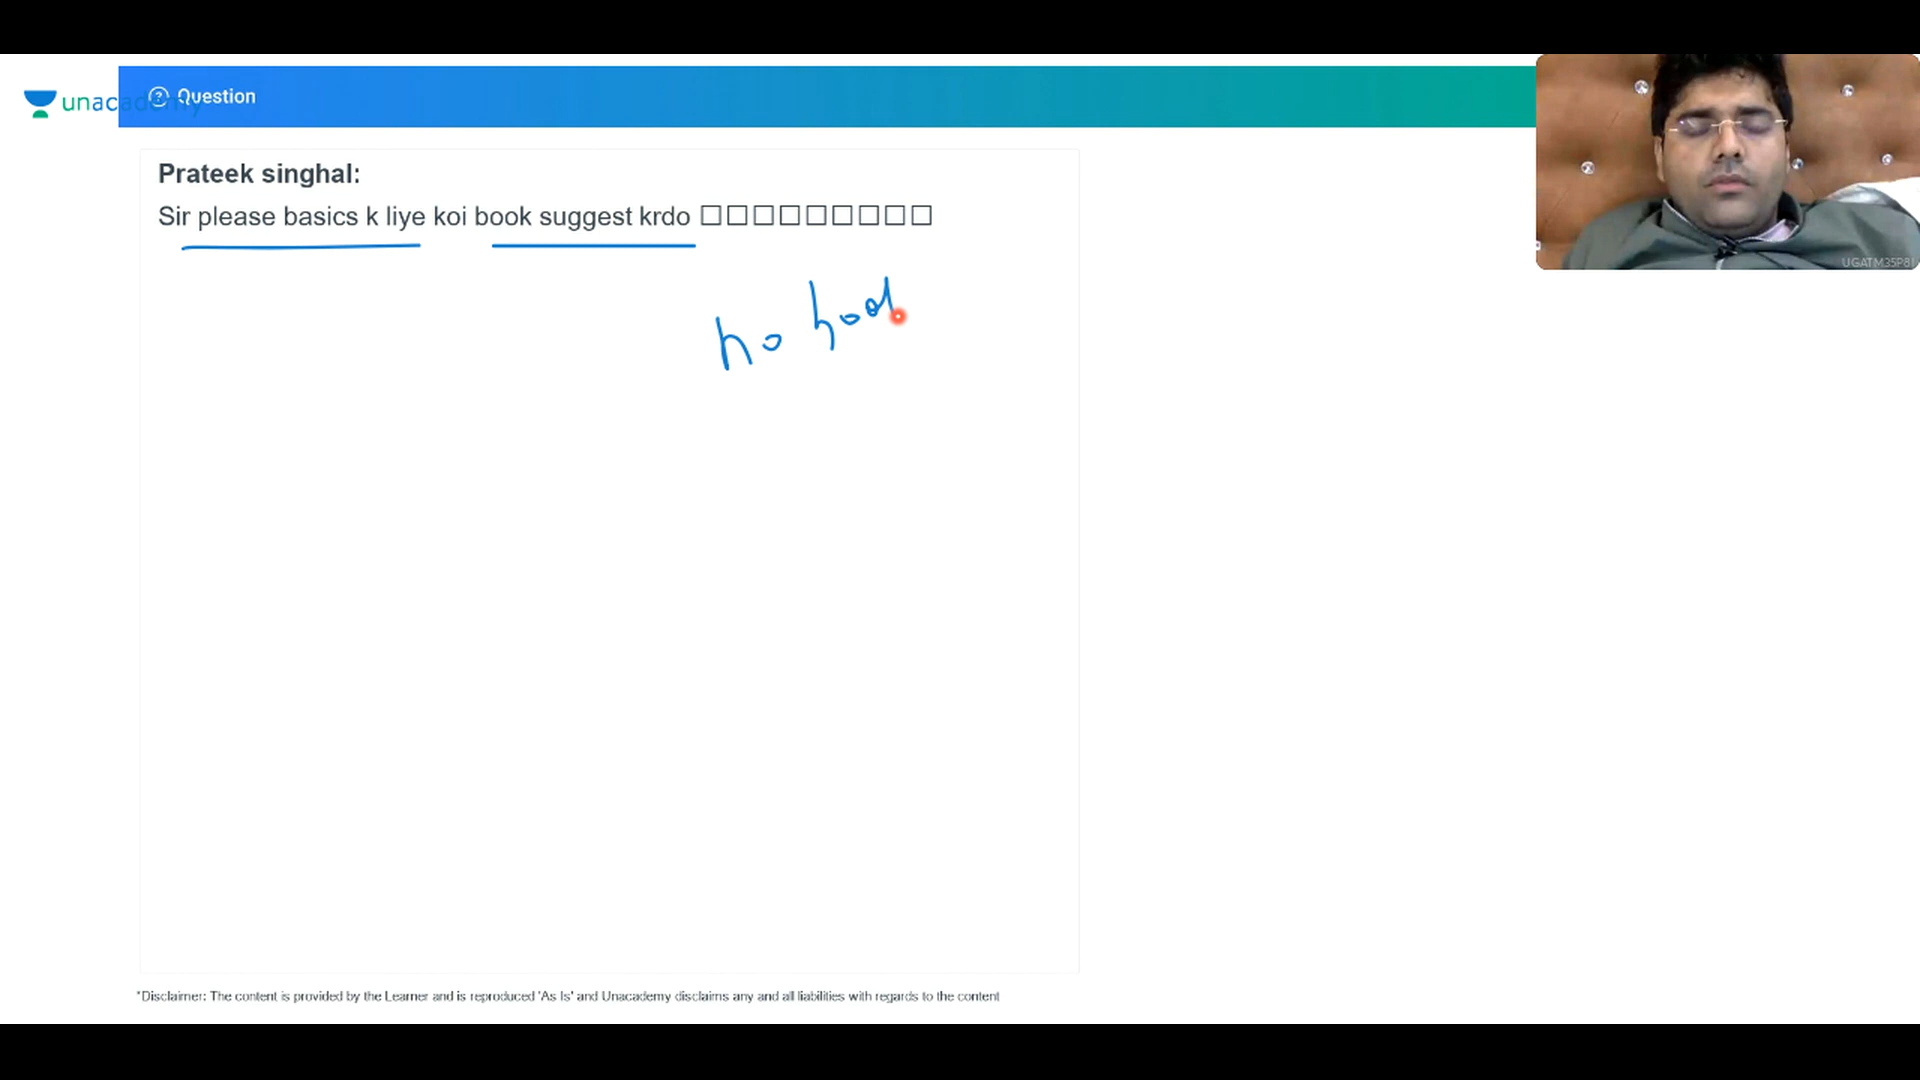 unacademy
Question
Prateek singhal:
Sir please basics k liye koi book suggest krdo □□□□□□□□□
no
UGATM35P81
*Disclaimer: The content is provided by the Learner and is reproduced 'As Is' and Unacademy disclaims any and all liabilities with regards to the content